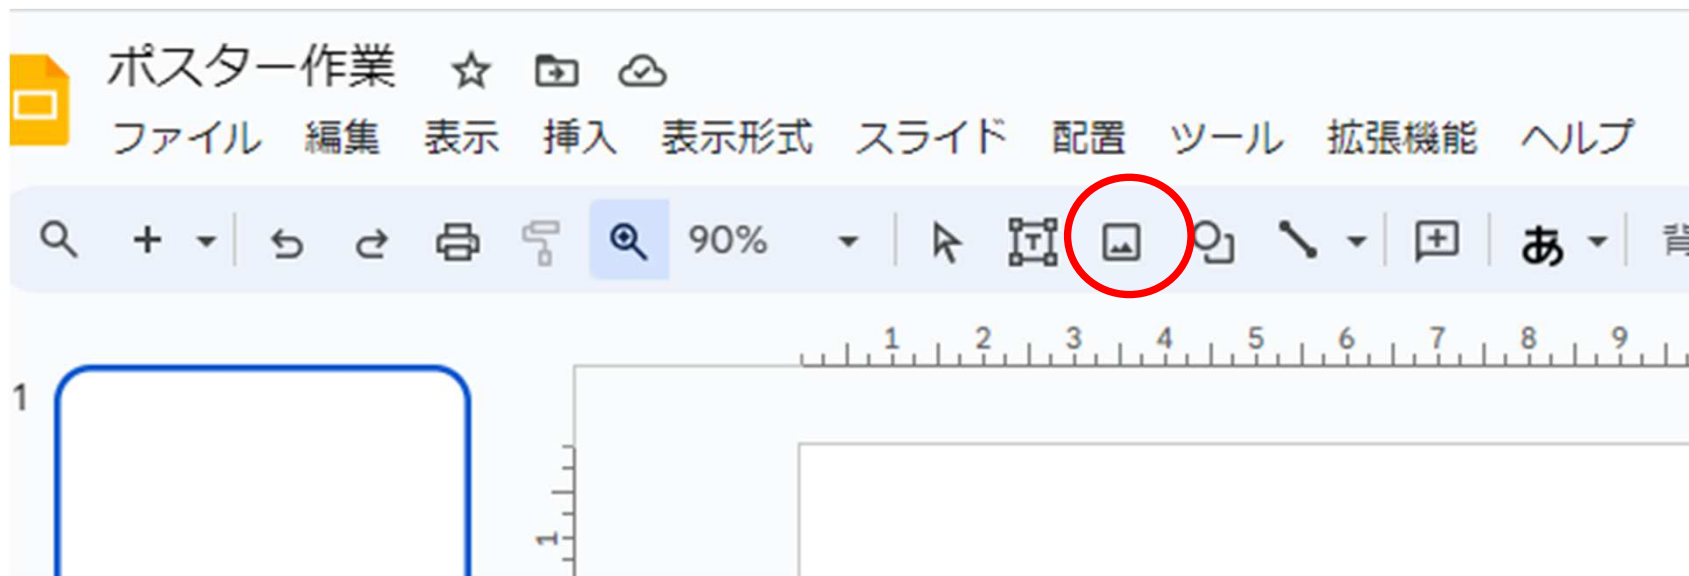 ポスター作業
ファイル 編集 表示 挿入 表示形式 スライド 配置 ツール 拡張機能 ヘルプ
90% T あ 背
1 2 3 4 5 6 7 8 9
1
1